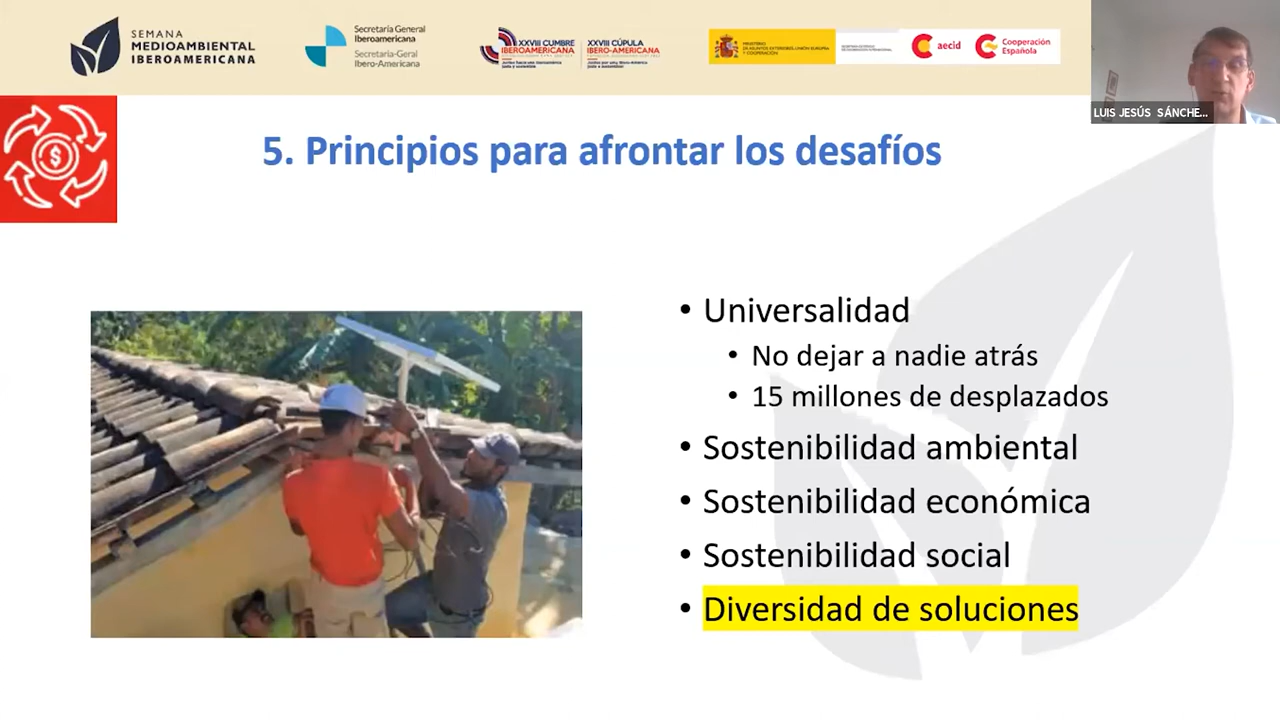 SEMANA
MEDIOAMBIENTAL
IBEROAMERICANA
Secretaría General
Iberoamericana
Secretaria-Geral
Ibero-Americana
XXVIII CUMBRE
IBEROAMERICANA
XXVIII CÚPULA
IBERO-AMERICANA
aecid
Cooperación
Española
LUIS JESÚS SÁNCHE...
$
5. Principios para afrontar los desafíos
• Universalidad
• No dejar a nadie atrás
• 15 millones de desplazados
• Sostenibilidad ambiental
• Sostenibilidad económica
• Sostenibilidad social
• Diversidad de soluciones